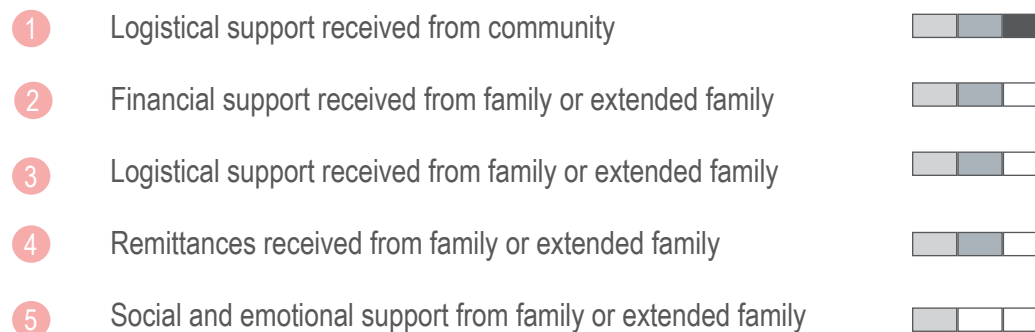 1 Logistical support received from community
2 Financial support received from family or extended family
3 Logistical support received from family or extended family
4 Remittances received from family or extended family
5 Social and emotional support from family or extended family